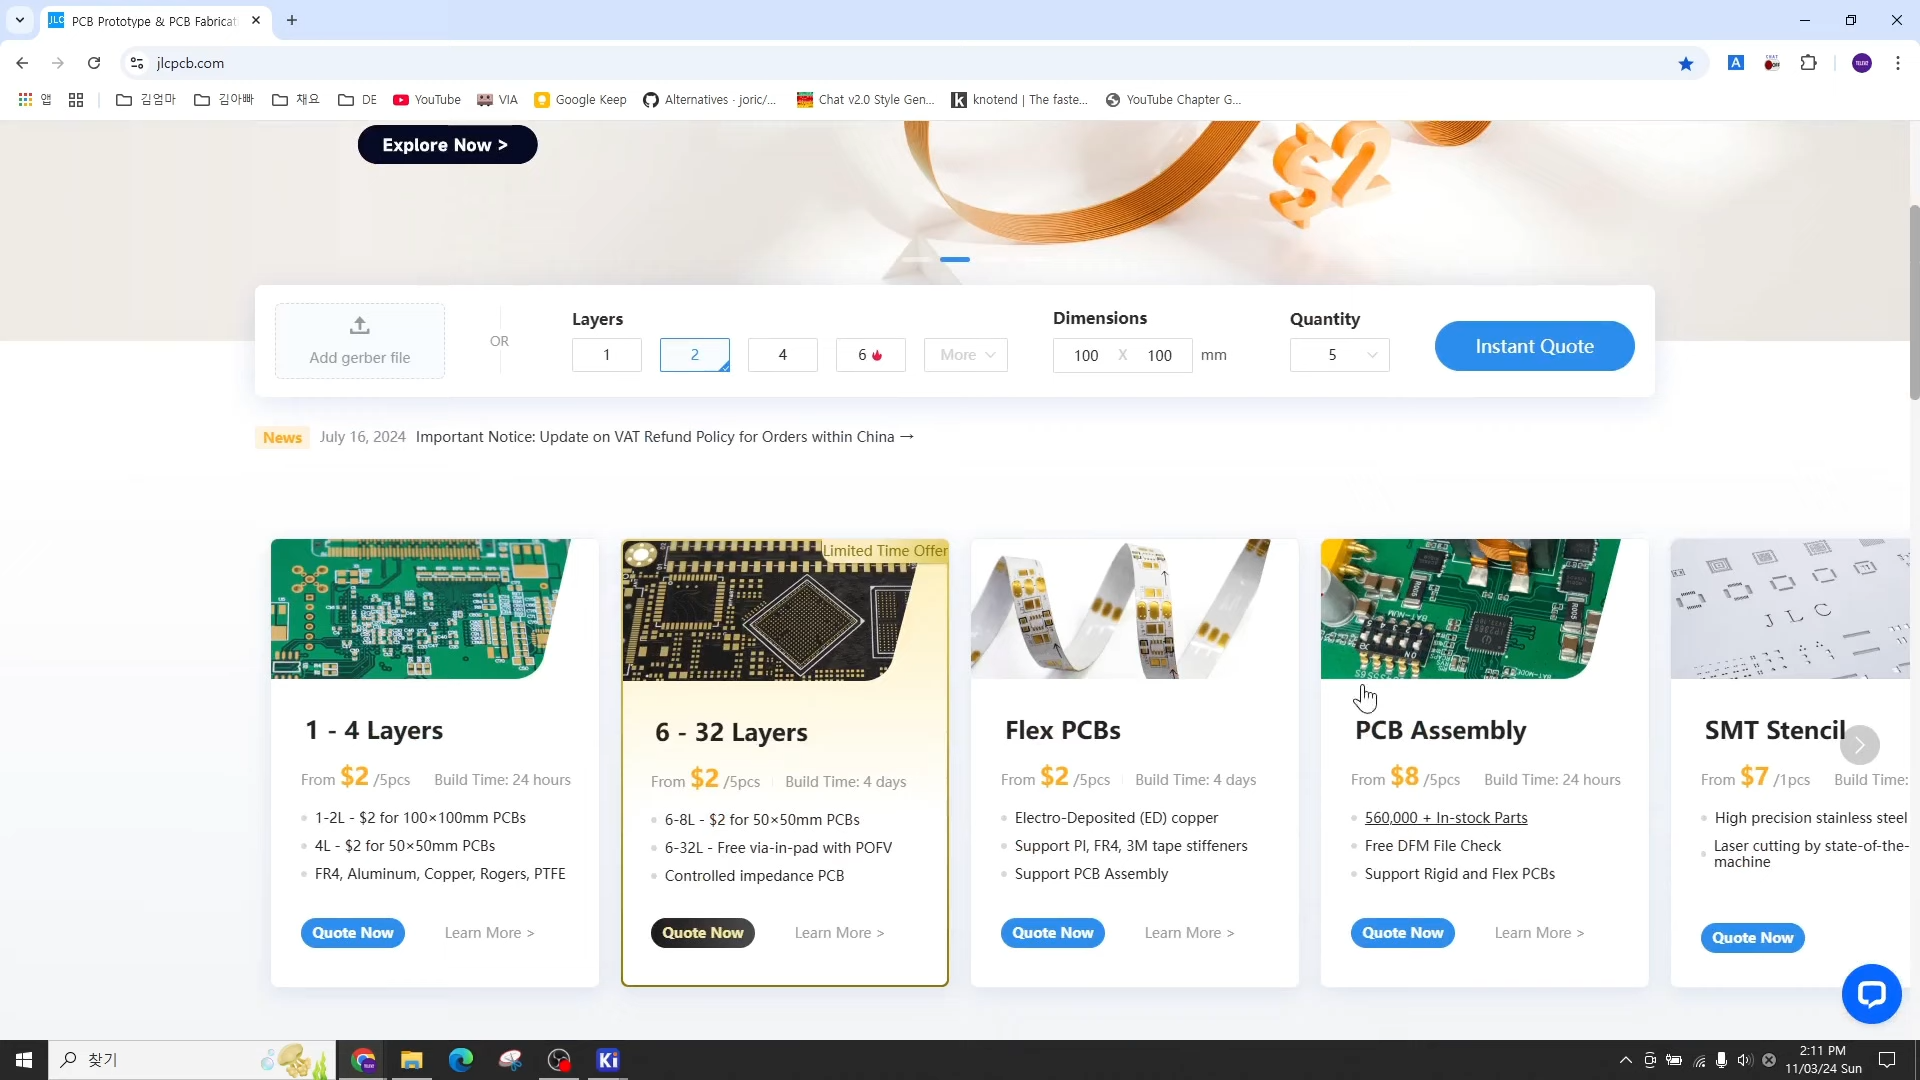 JLC PCB Prototype & PCB Fabricat
jlcpcb.com
앱 김엄마 김아빠 채요 DE YouTube VIA Google Keep Alternatives · joric/... Chat v2.0 Style Gen... knotend | The faste... YouTube Chapter G...
Explore Now >
$2
Add gerber file
OR
Layers
1 2 4 6 More
Dimensions
100 X 100 mm
Quantity
5
Instant Quote
News July 16, 2024 Important Notice: Update on VAT Refund Policy for Orders within China →
1 - 4 Layers
From $2 /5pcs Build Time: 24 hours
1-2L - $2 for 100×100mm PCBs
4L - $2 for 50×50mm PCBs
FR4, Aluminum, Copper, Rogers, PTFE
Quote Now Learn More >
Limited Time Offer
6 - 32 Layers
From $2 /5pcs Build Time: 4 days
6-8L - $2 for 50×50mm PCBs
6-32L - Free via-in-pad with POFV
Controlled impedance PCB
Quote Now Learn More >
Flex PCBs
From $2 /5pcs Build Time: 4 days
Electro-Deposited (ED) copper
Support PI, FR4, 3M tape stiffeners
Support PCB Assembly
Quote Now Learn More >
PCB Assembly
From $8 /5pcs Build Time: 24 hours
560,000 + In-stock Parts
Free DFM File Check
Support Rigid and Flex PCBs
Quote Now Learn More >
JLC
SMT Stencil
From $7 /1pcs Build Time:
High precision stainless steel
Laser cutting by state-of-the-
machine
Quote Now
찾기
Ki
2:11 PM
11/03/24 Sun